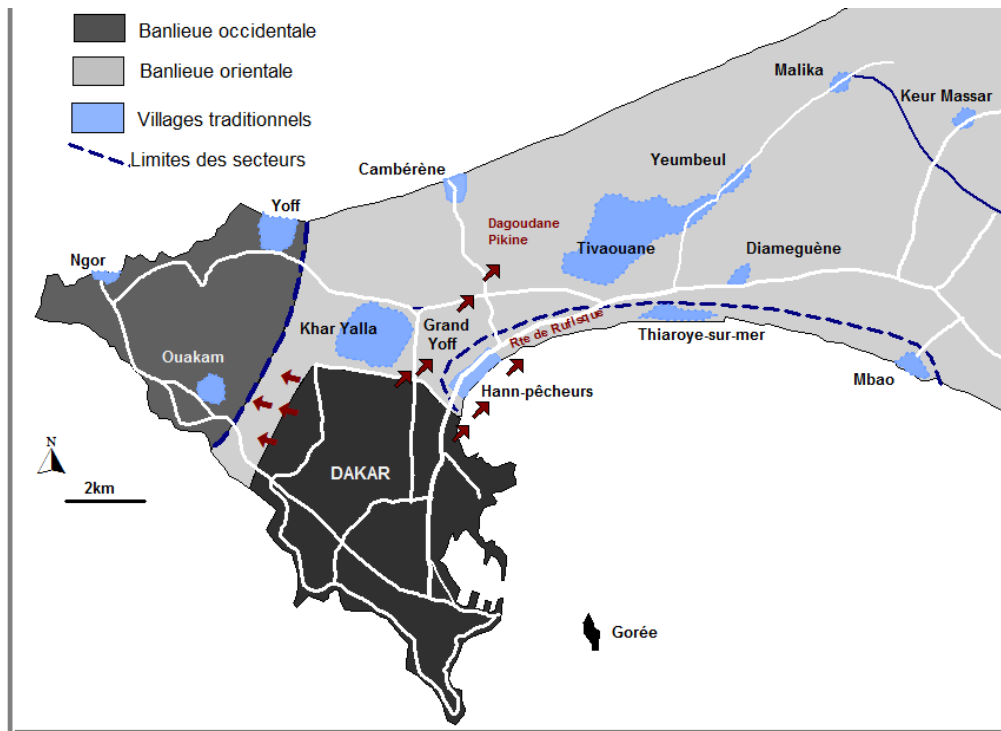 Banlieue occidentale
Banlieue orientale
Villages traditionnels
Limites des secteurs
Malika
Keur Massar
Cambérène
Yeumbeul
Yoff
Dagoudane
Pikine
Tivaouane
Diameguène
Ngor
Khar Yalla
Grand
Yoff
Rte de Rufisque
Thiaroye-sur-mer
Ouakam
Mbao
Hann-pêcheurs
N
2km
DAKAR
Gorée